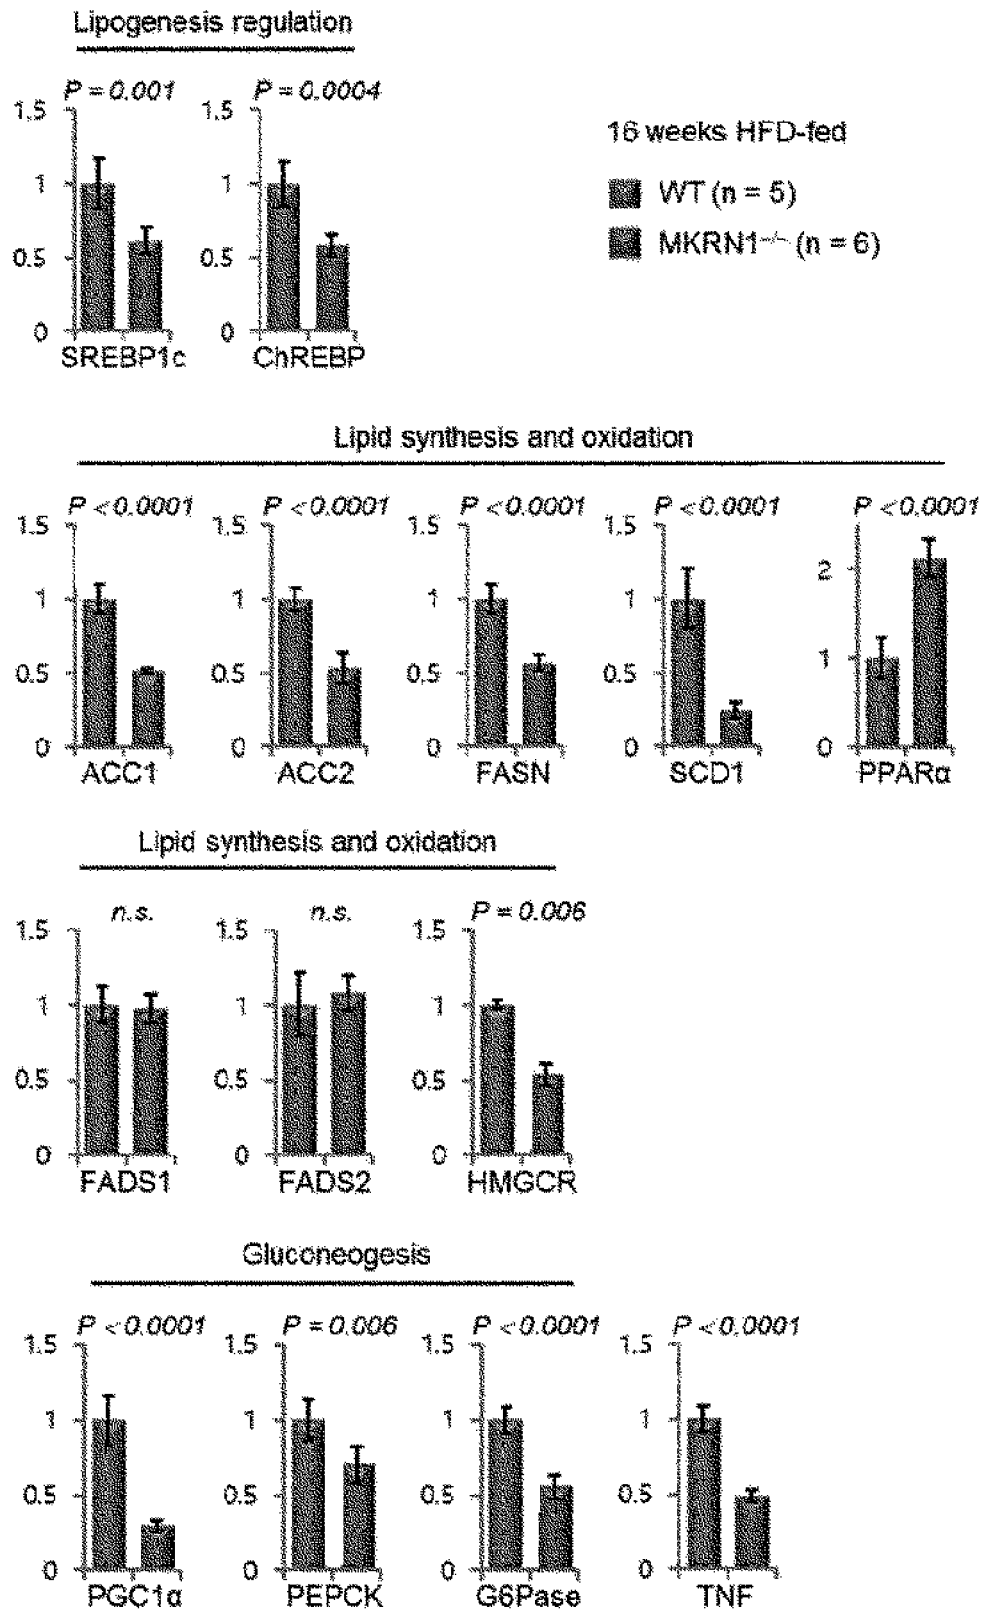 Lipogenesis regulation
P = 0.001 P = 0.0004
1.5 1.5
1 1
0.5 0.5
0 0
SREBP1c ChREBP
16 weeks HFD-fed
WT (n = 5)
MKRN1⁻/⁻ (n = 6)
Lipid synthesis and oxidation
P <0.0001 P <0.0001 P <0.0001 P <0.0001 P <0.0001
1.5 1.5 1.5 1.5
2
1 1 1 1
1
0.5 0.5 0.5 0.5
0 0 0 0 0
ACC1 ACC2 FASN SCD1 PPARα
Lipid synthesis and oxidation
n.s. n.s. P = 0.006
1.5 1.5 1.5
1 1 1
0.5 0.5 0.5
0 0 0
FADS1 FADS2 HMGCR
Gluconeogesis
P <0.0001 P = 0.006 P <0.0001 P <0.0001
1.5 1.5 1.5 1.5
1 1 1 1
0.5 0.5 0.5 0.5
0 0 0 0
PGC1α PEPCK G6Pase TNF